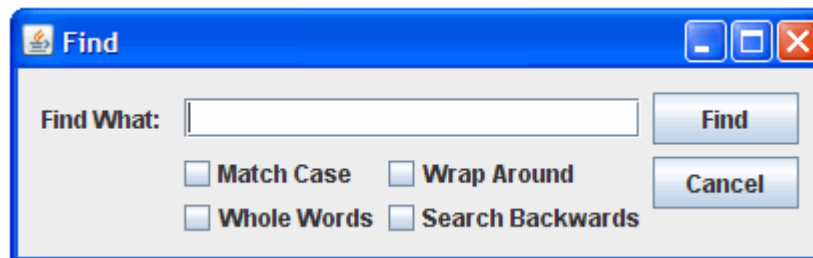 Find
Find What: Find
Match Case Wrap Around Cancel
Whole Words Search Backwards